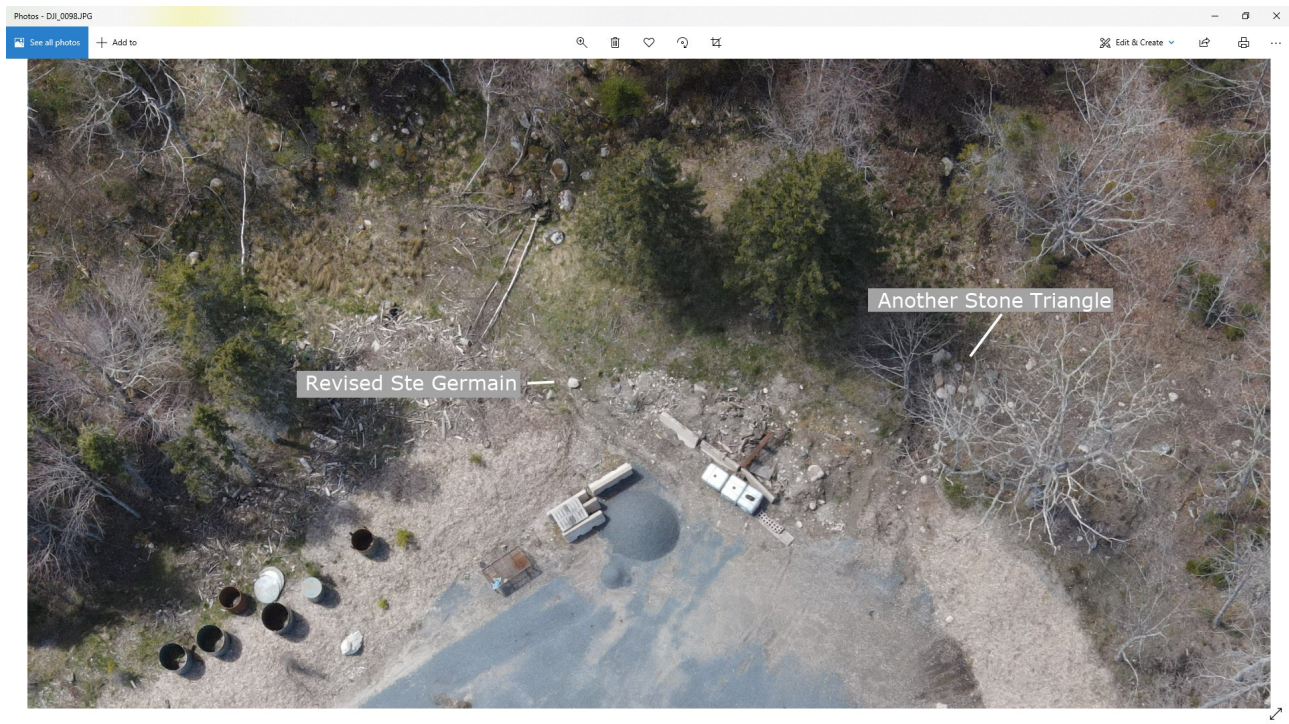 Photos - DJI_0098.JPG
See all photos
Add to
Edit & Create
Another Stone Triangle
Revised Ste Germain